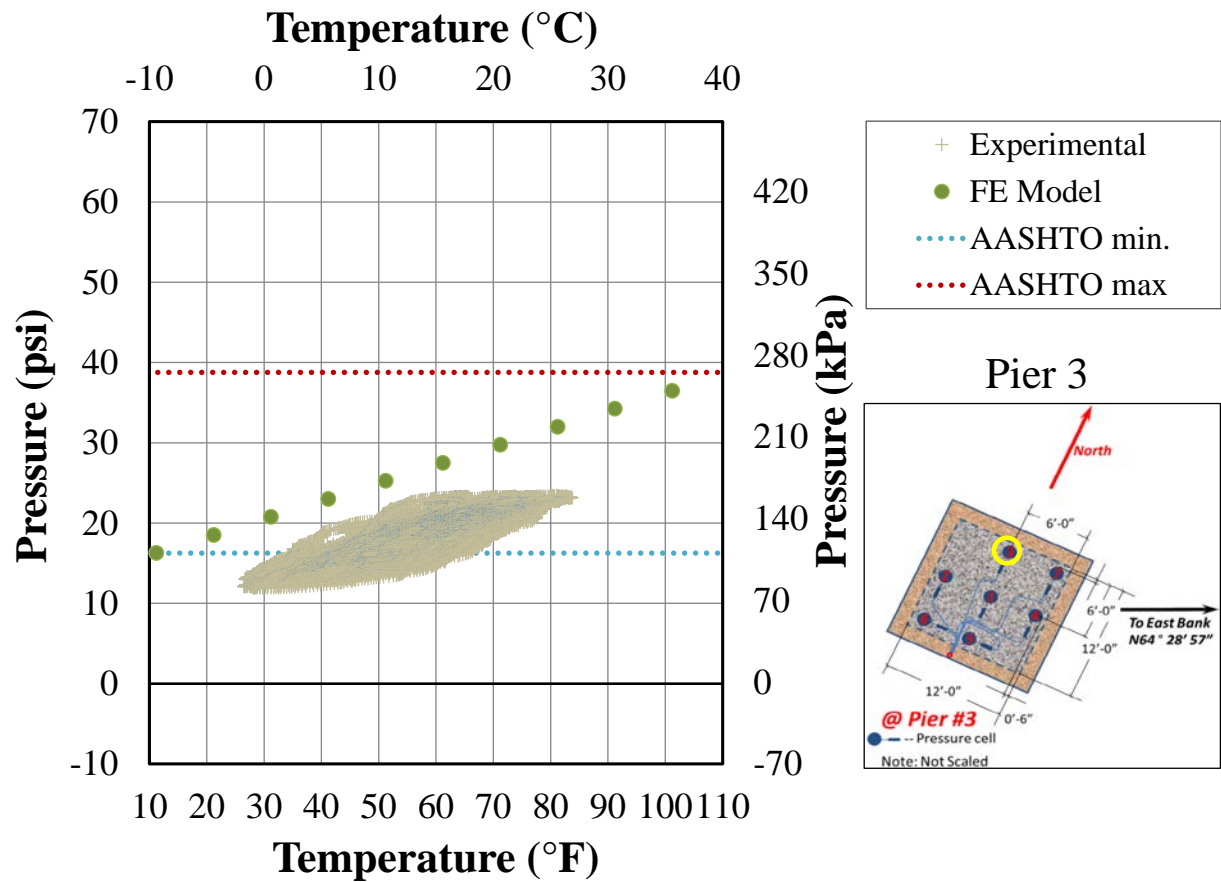 Temperature (°C)
-10 0 10 20 30 40
70
60
50
40
30
20
10
0
-10
Pressure (psi)
420
350
280
210
140
70
0
-70
Pressure (kPa)
10 20 30 40 50 60 70 80 90 100 110
Temperature (°F)
Experimental
FE Model
AASHTO min.
AASHTO max
Pier 3
North
6'-0"
6'-0"
To East Bank
N64° 28' 57"
12'-0"
12'-0"
0'-6"
@ Pier #3
-- Pressure cell
Note: Not Scaled